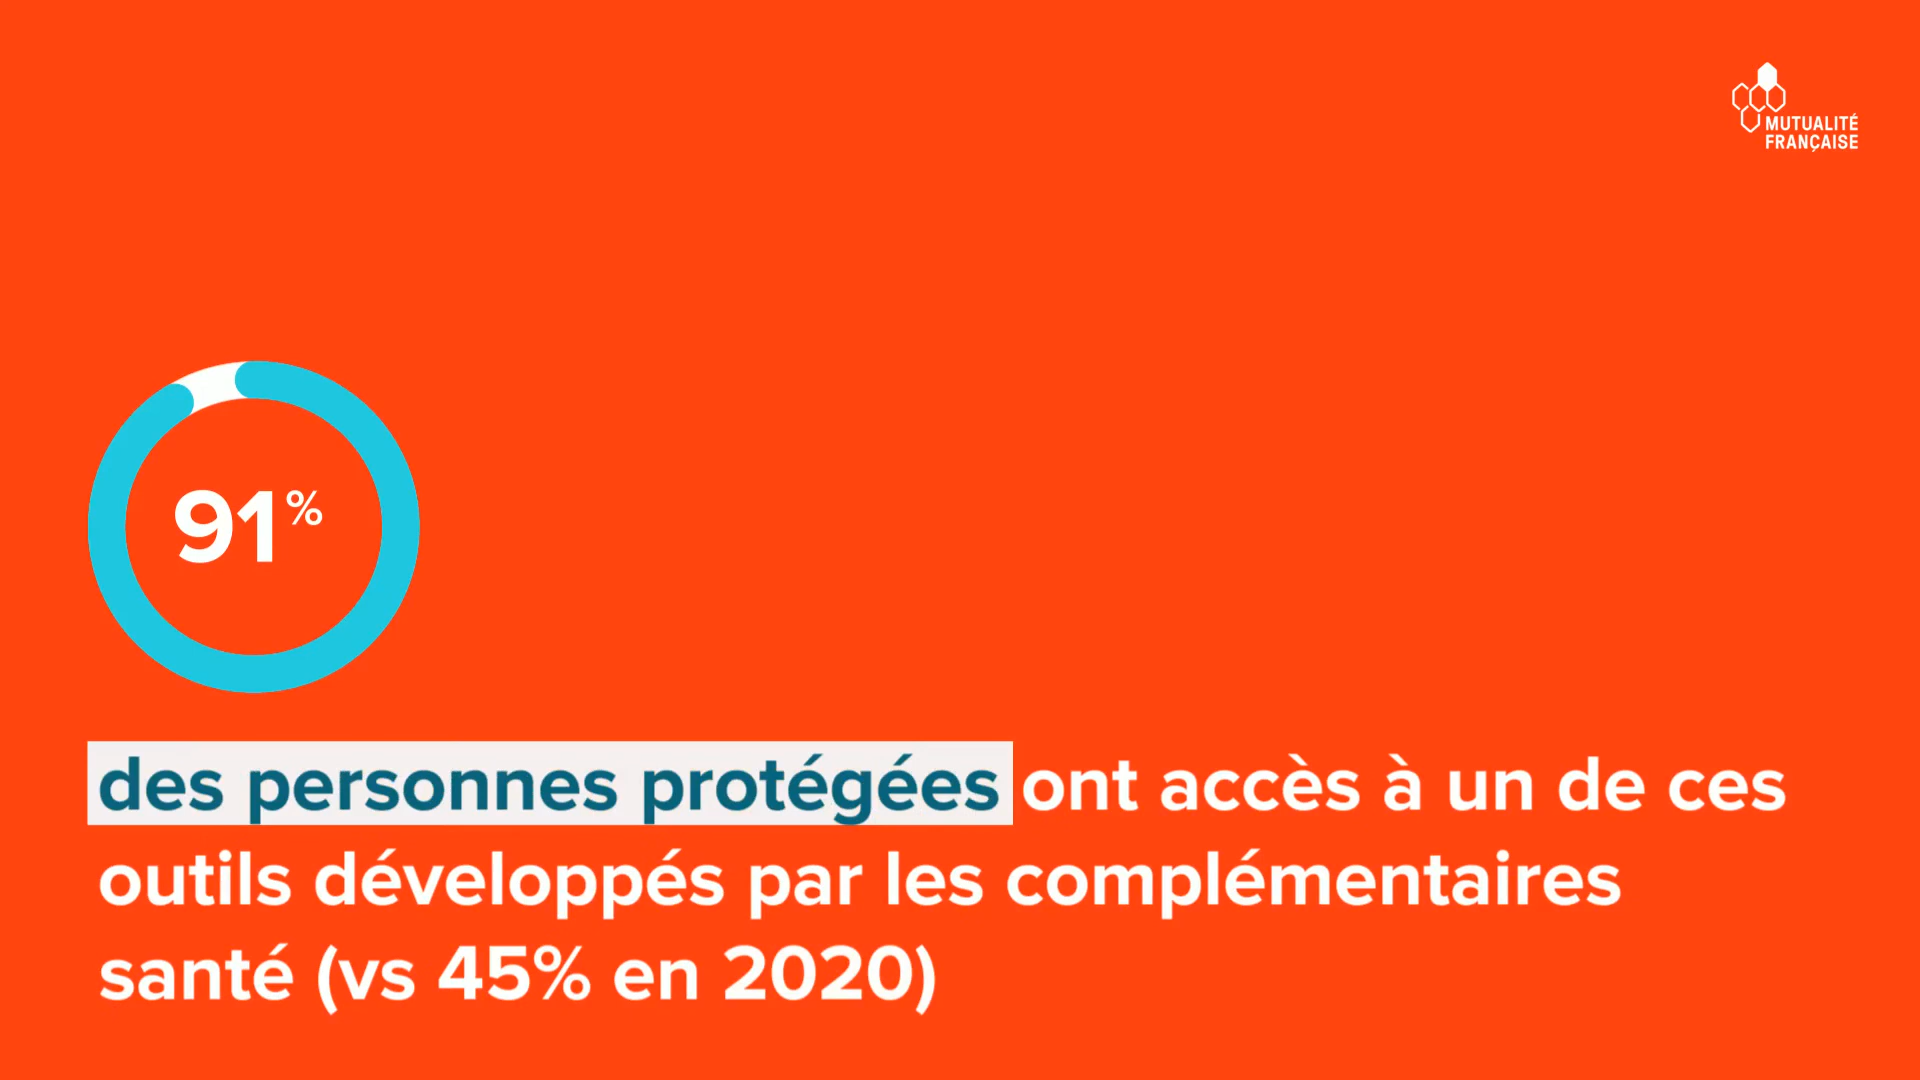 MUTUALITÉ
FRANÇAISE
91%
des personnes protégées ont accès à un de ces
outils développés par les complémentaires
santé (vs 45% en 2020)